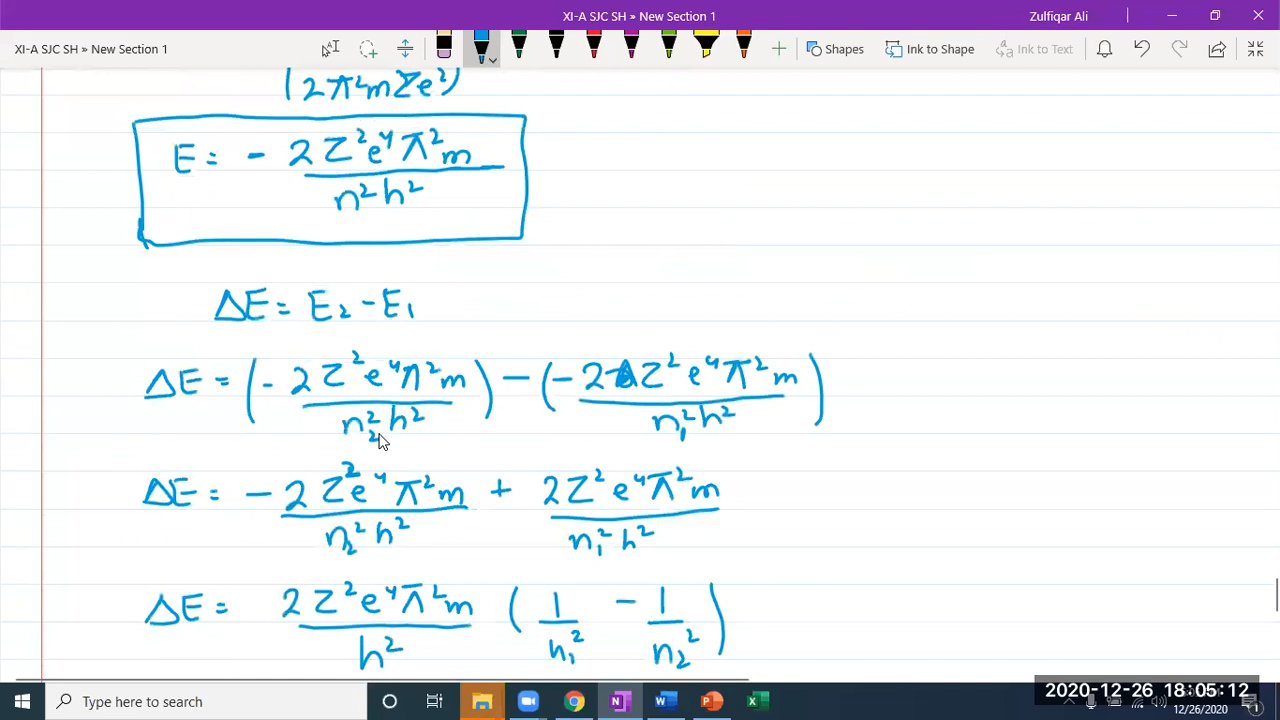 XI-A SJC SH » New Section 1
Zulfiqar Ali
XI-A SJC SH » New Section 1
Shapes
Ink to Shape
Ink to Text
(2π²mZe²)
E = - 2Z²e⁴π²m / n²h²
ΔE = E₂ - E₁
ΔE = (- 2Z²e⁴π²m / n₂²h²) - (- 2Z²e⁴π²m / n₁²h²)
ΔE = - 2Z²e⁴π²m / n₂²h² + 2Z²e⁴π²m / n₁²h²
ΔE = 2Z²e⁴π²m / h² (1 / n₁² - 1 / n₂²)
Type here to search
2020-12-26 18:05:12
12/26/2020